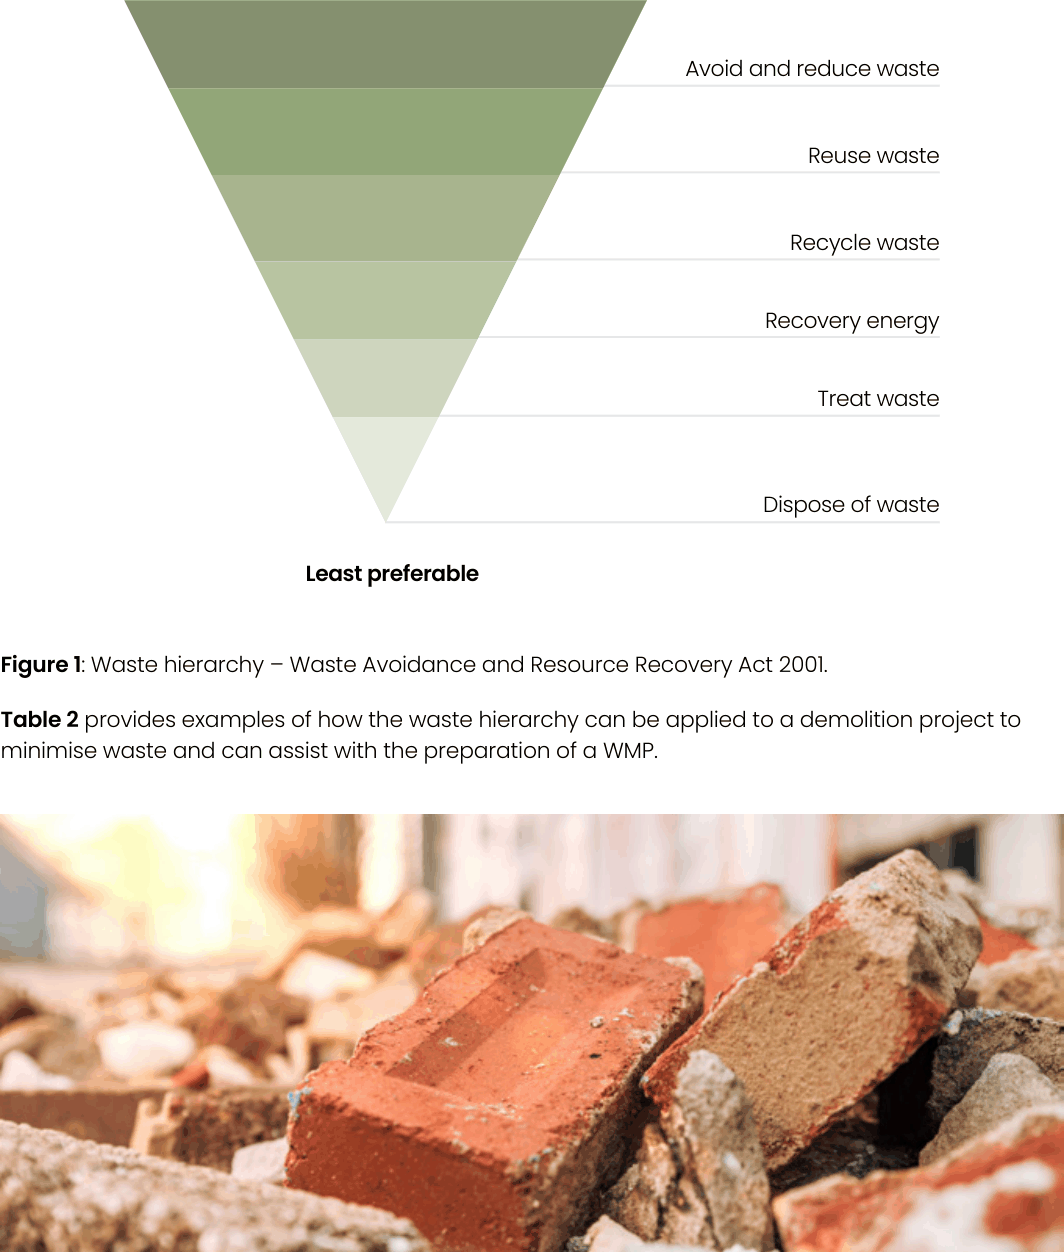 Avoid and reduce waste
Reuse waste
Recycle waste
Recovery energy
Treat waste
Dispose of waste
Least preferable
Figure 1: Waste hierarchy – Waste Avoidance and Resource Recovery Act 2001.
Table 2 provides examples of how the waste hierarchy can be applied to a demolition project to
minimise waste and can assist with the preparation of a WMP.